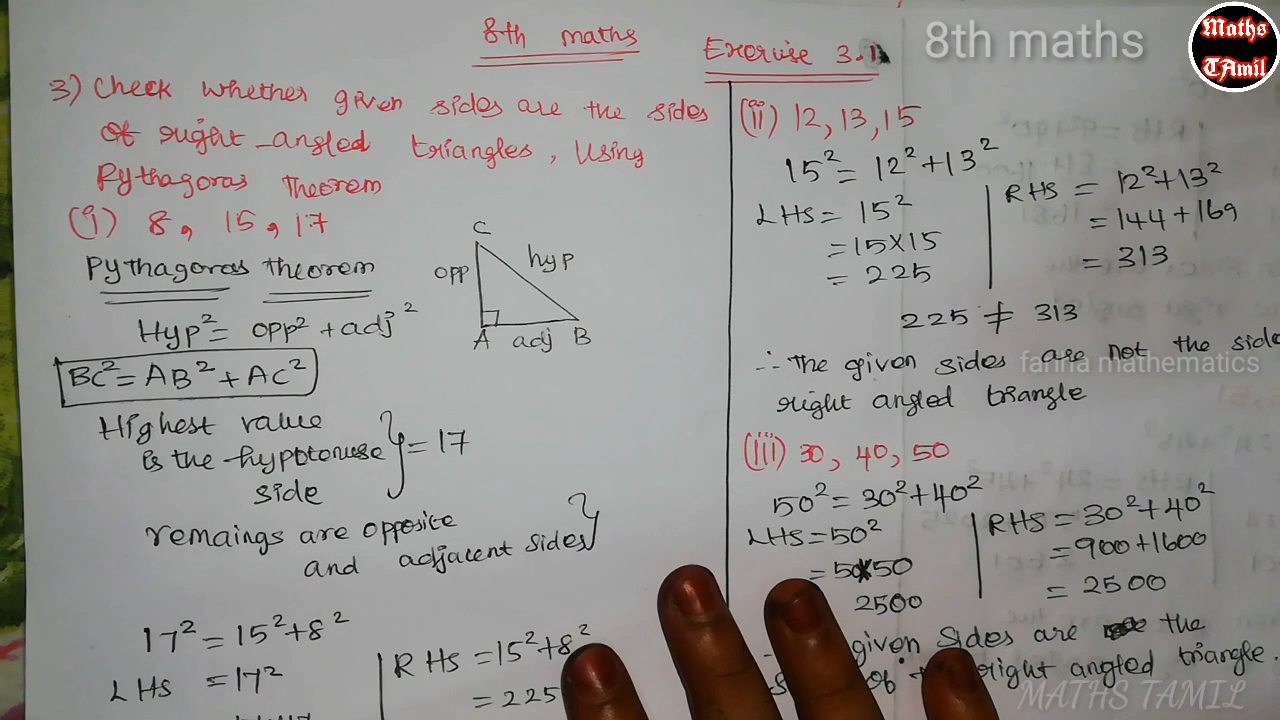 8th maths
Exercise 3.1
8th maths
Maths
TAmil
3) Check whether given sides are the sides
of right-angled triangles, Using
Pythagoras Theorem
(i) 8, 15, 17
Pythagoras theorem
Hyp² = opp² + adj²
BC² = AB² + AC²
C
opp
hyp
A adj B
Highest value
is the hypotonuse
side
} = 17
remaings are opposite
and adjacent sides }
17² = 15² + 8²
LHS = 17²
RHS = 15² + 8²
= 225
(ii) 12, 13, 15
15² = 12² + 13²
LHS = 15²
= 15×15
= 225
RHS = 12² + 13²
= 144 + 169
= 313
225 ≠ 313
∴ The given sides are not the side
fanna mathematics
right angled triangle
(iii) 30, 40, 50
50² = 30² + 40²
LHS = 50²
= 50×50
2500
RHS = 30² + 40²
= 900 + 1600
= 2500
given sides are the
of right angled triangle.
MATHS TAMIL